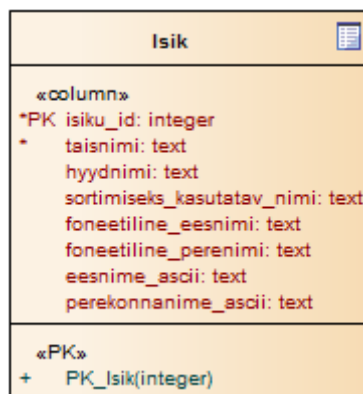 Isik
«column»
*PK isiku_id: integer
* taisnimi: text
hyydnimi: text
sortimiseks_kasutatav_nimi: text
foneetiline_eesnimi: text
foneetiline_perenimi: text
eesnime_ascii: text
perekonnanime_ascii: text
«PK»
+ PK_Isik(integer)